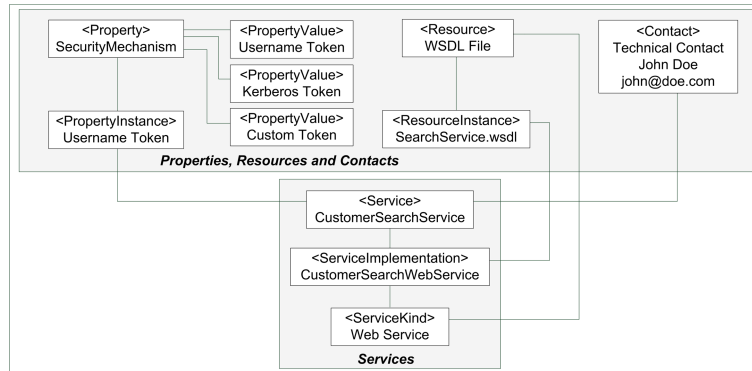 <Property>
SecurityMechanism
<PropertyValue>
Username Token
<PropertyValue>
Kerberos Token
<PropertyValue>
Custom Token
<PropertyInstance>
Username Token
<Resource>
WSDL File
<ResourceInstance>
SearchService.wsdl
<Contact>
Technical Contact
John Doe
john@doe.com
Properties, Resources and Contacts
<Service>
CustomerSearchService
<ServiceImplementation>
CustomerSearchWebService
<ServiceKind>
Web Service
Services